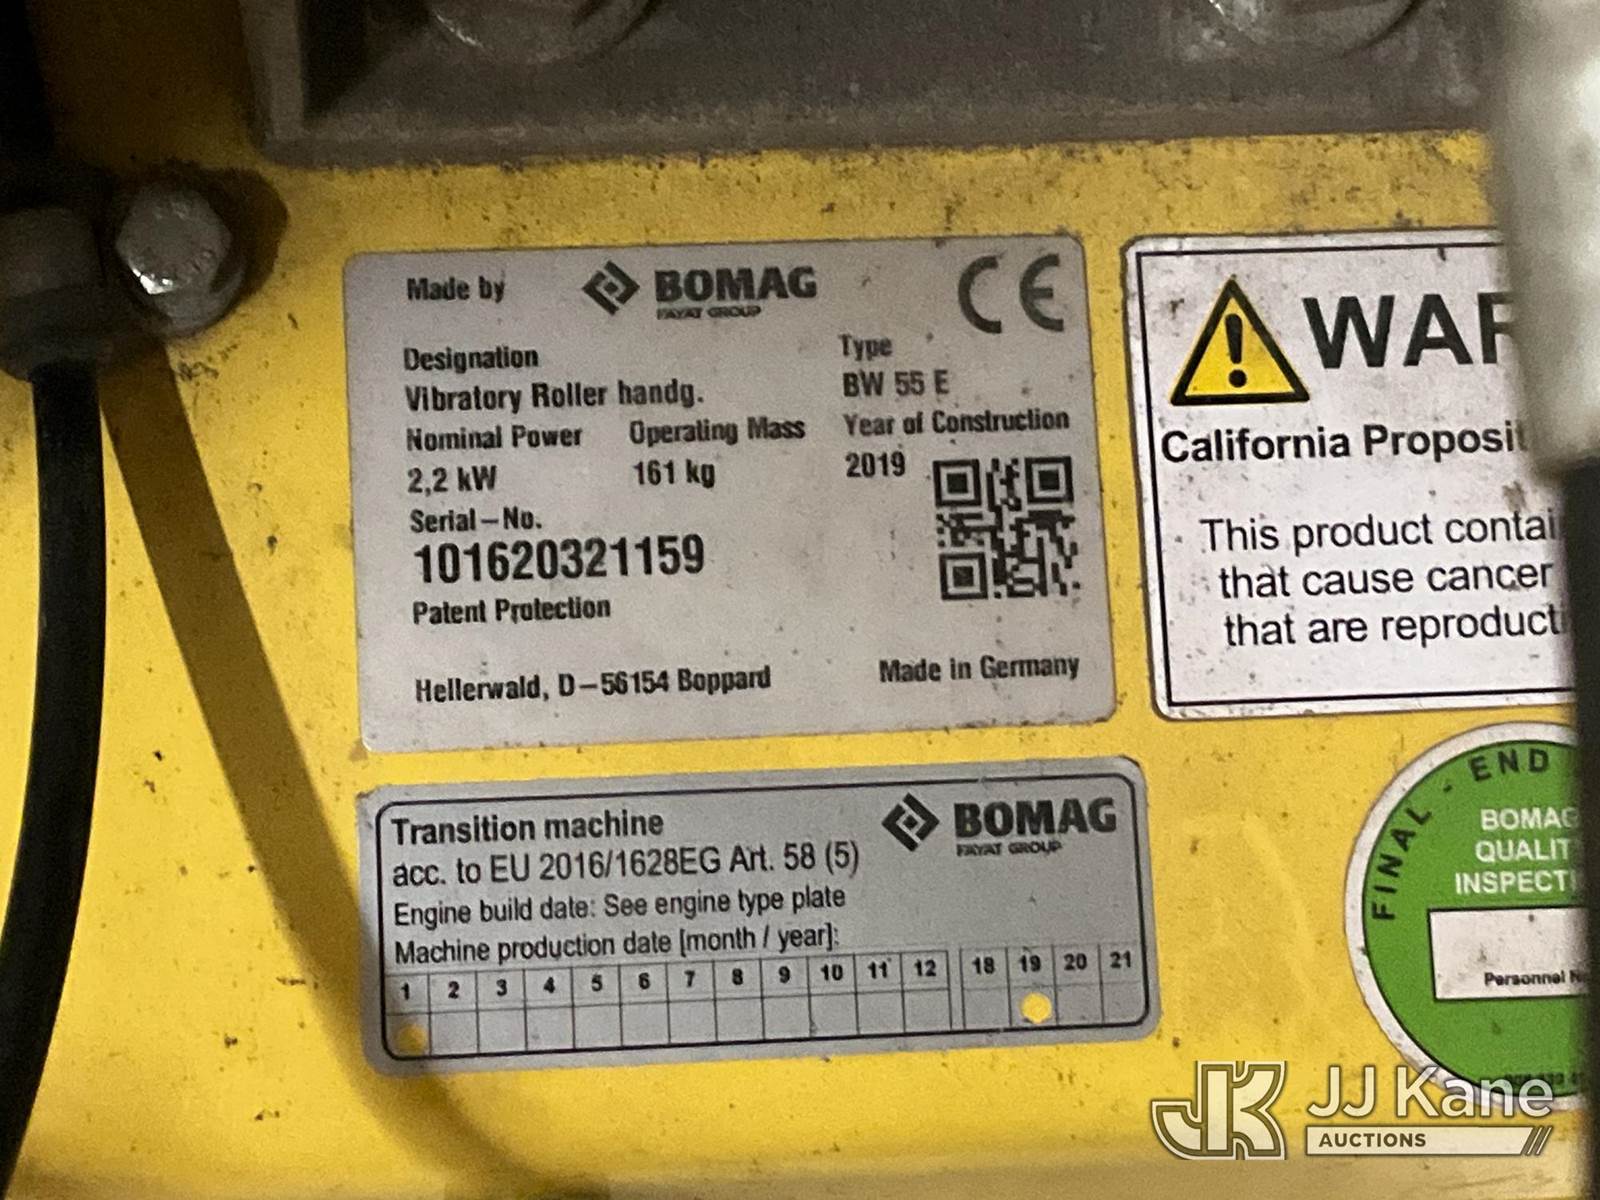 Made by BOMAG
FAYAT GROUP
CE
Designation
Vibratory Roller handg.
Type
BW 55 E
Nominal Power Operating Mass Year of Construction
2,2 kW 161 kg 2019
Serial-No.
101620321159
Patent Protection
Hellerwald, D-56154 Boppard Made in Germany
WAR
California Proposit
This product contai
that cause cancer
that are reproducti
Transition machine
BOMAG
FAYAT GROUP
acc. to EU 2016/1628EG Art. 58 (5)
Engine build date: See engine type plate
Machine production date [month / year]:
1 2 3 4 5 6 7 8 9 10 11 12 18 19 20 21
FINAL - END
BOMAG
QUALIT
INSPECTI
Personnel N
JK JJ Kane
AUCTIONS